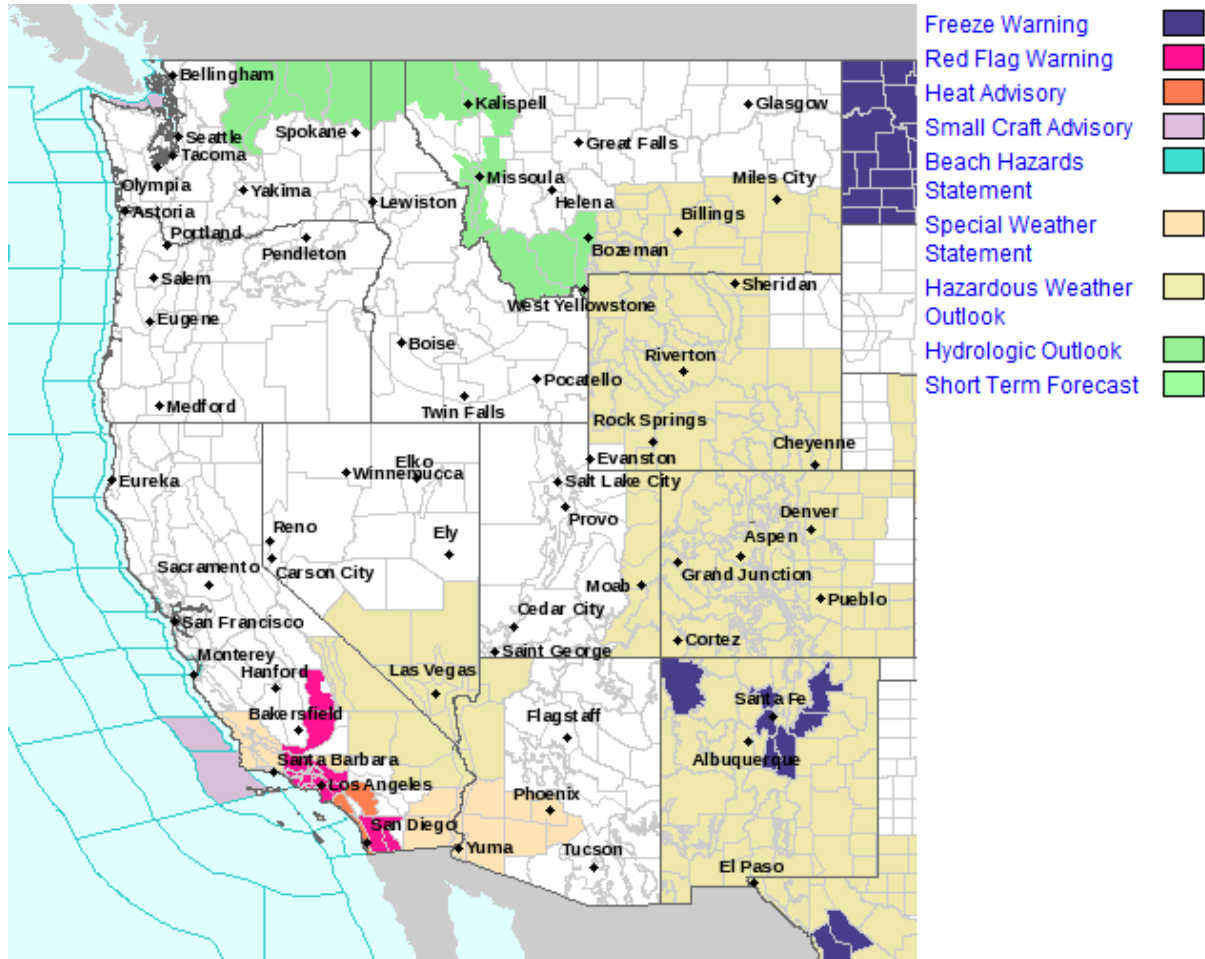 Bellingham
Kalispell
Glasgow
Seattle
Spokane
Great Falls
Tacoma
Olympia
Missoula
Miles City
Yakima
Lewiston
Helena
Billings
Astoria
Portland
Pendleton
Bozeman
Salem
West Yellowstone
Sheridan
Eugene
Boise
Riverton
Pocatello
Medford
Twin Falls
Rock Springs
Cheyenne
Elko
Evanston
Eureka
Winnemucca
Salt Lake City
Provo
Denver
Reno
Ely
Aspen
Sacramento
Carson City
Grand Junction
Moab
Pueblo
Cedar City
San Francisco
Saint George
Cortez
Monterey
Hanford
Las Vegas
Santa Fe
Bakersfield
Flagstaff
Albuquerque
Santa Barbara
Los Angeles
Phoenix
San Diego
Yuma
Tucson
El Paso
Freeze Warning
Red Flag Warning
Heat Advisory
Small Craft Advisory
Beach Hazards
Statement
Special Weather
Statement
Hazardous Weather
Outlook
Hydrologic Outlook
Short Term Forecast